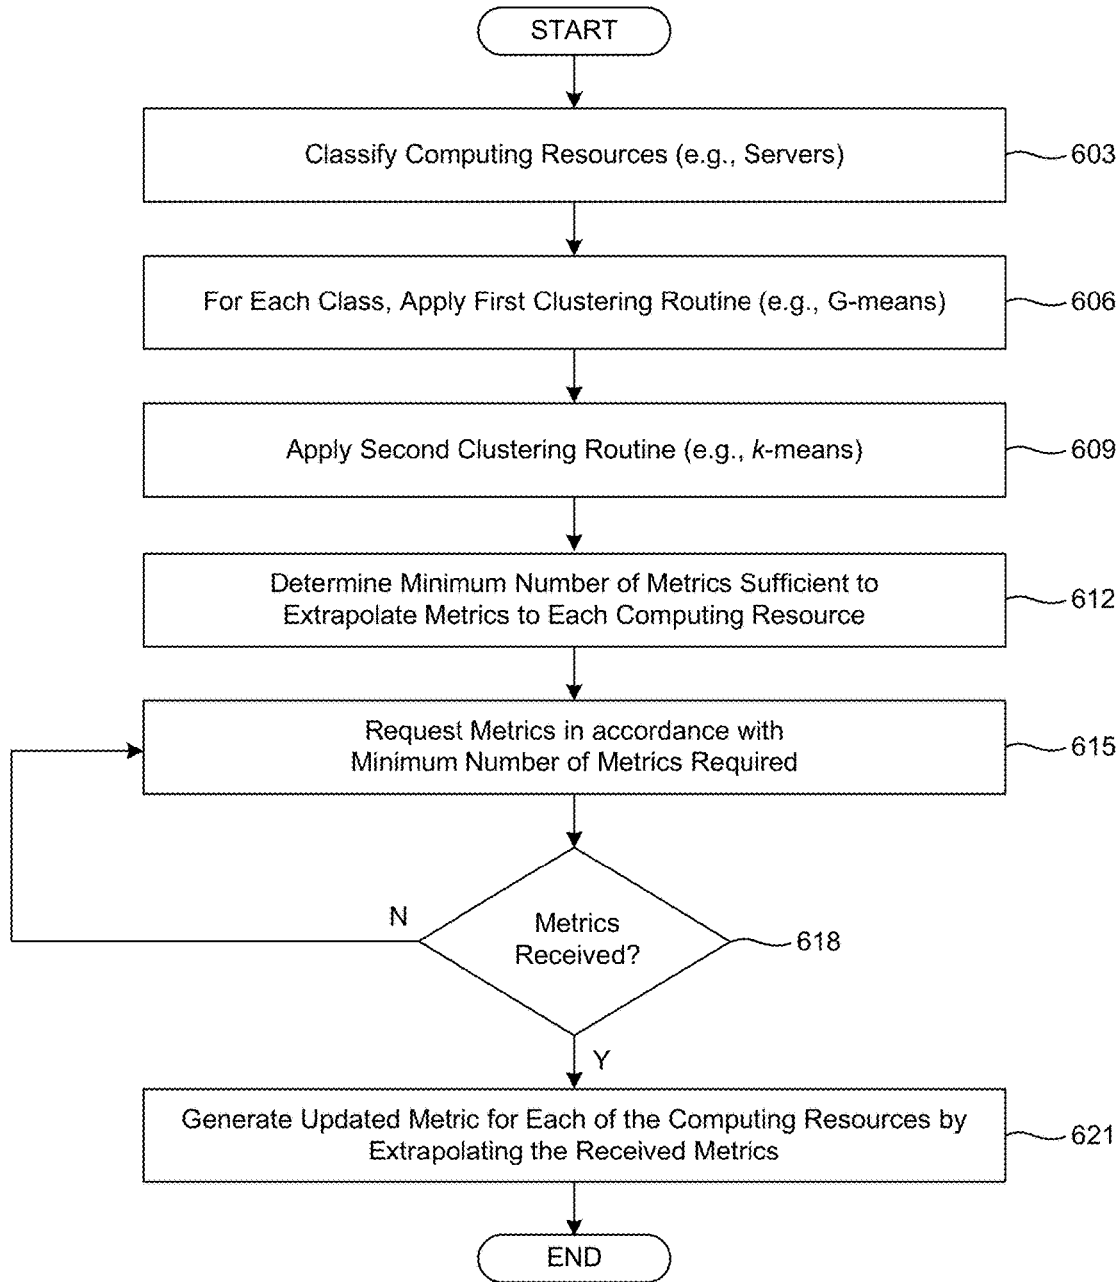 START
Classify Computing Resources (e.g., Servers)
603
For Each Class, Apply First Clustering Routine (e.g., G-means)
606
Apply Second Clustering Routine (e.g., k-means)
609
Determine Minimum Number of Metrics Sufficient to
Extrapolate Metrics to Each Computing Resource
612
Request Metrics in accordance with
Minimum Number of Metrics Required
615
N
Metrics
Received?
618
Y
Generate Updated Metric for Each of the Computing Resources by
Extrapolating the Received Metrics
621
END